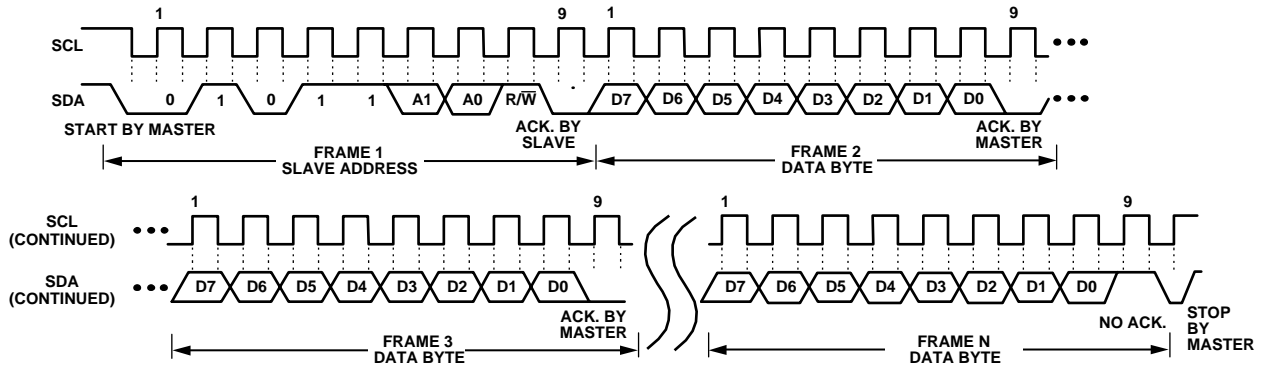 1 9 1 9
SCL
SDA 0 1 0 1 1 A1 A0 R/W̅ D7 D6 D5 D4 D3 D2 D1 D0
START BY MASTER
ACK. BY
SLAVE
ACK. BY
MASTER
FRAME 1
SLAVE ADDRESS
FRAME 2
DATA BYTE
1 9 1 9
SCL
(CONTINUED)
SDA
(CONTINUED)
D7 D6 D5 D4 D3 D2 D1 D0 D7 D6 D5 D4 D3 D2 D1 D0
ACK. BY
MASTER
NO ACK.
STOP
BY
MASTER
FRAME 3
DATA BYTE
FRAME N
DATA BYTE